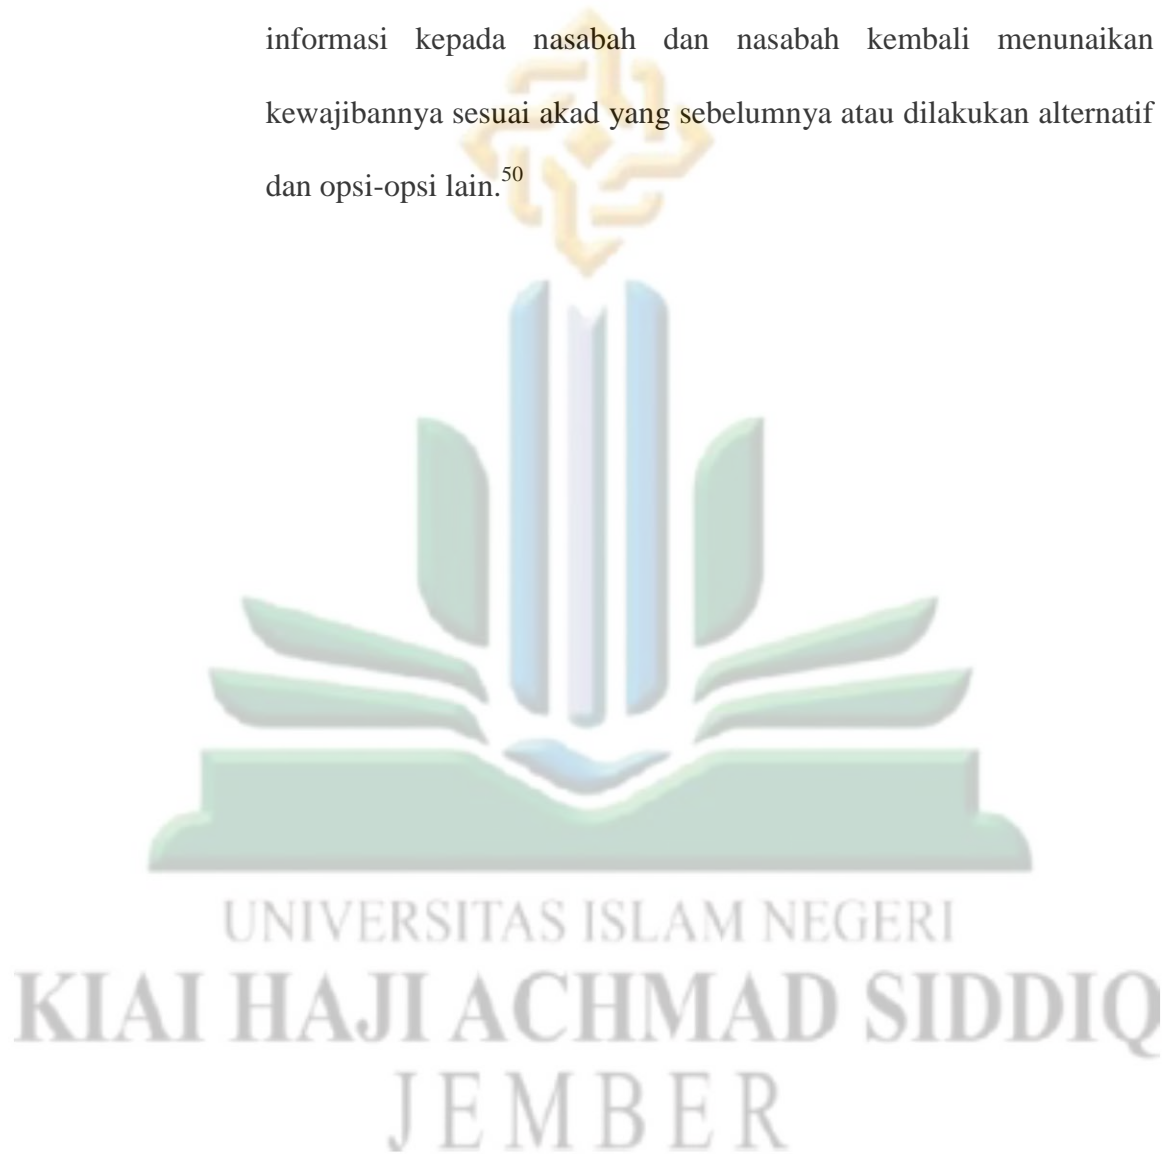 informasi kepada nasabah dan nasabah kembali menunaikan
kewajibannya sesuai akad yang sebelumnya atau dilakukan alternatif
dan opsi-opsi lain.50
UNIVERSITAS ISLAM NEGERI
KIAI HAJI ACHMAD SIDDIQ
JEMBER